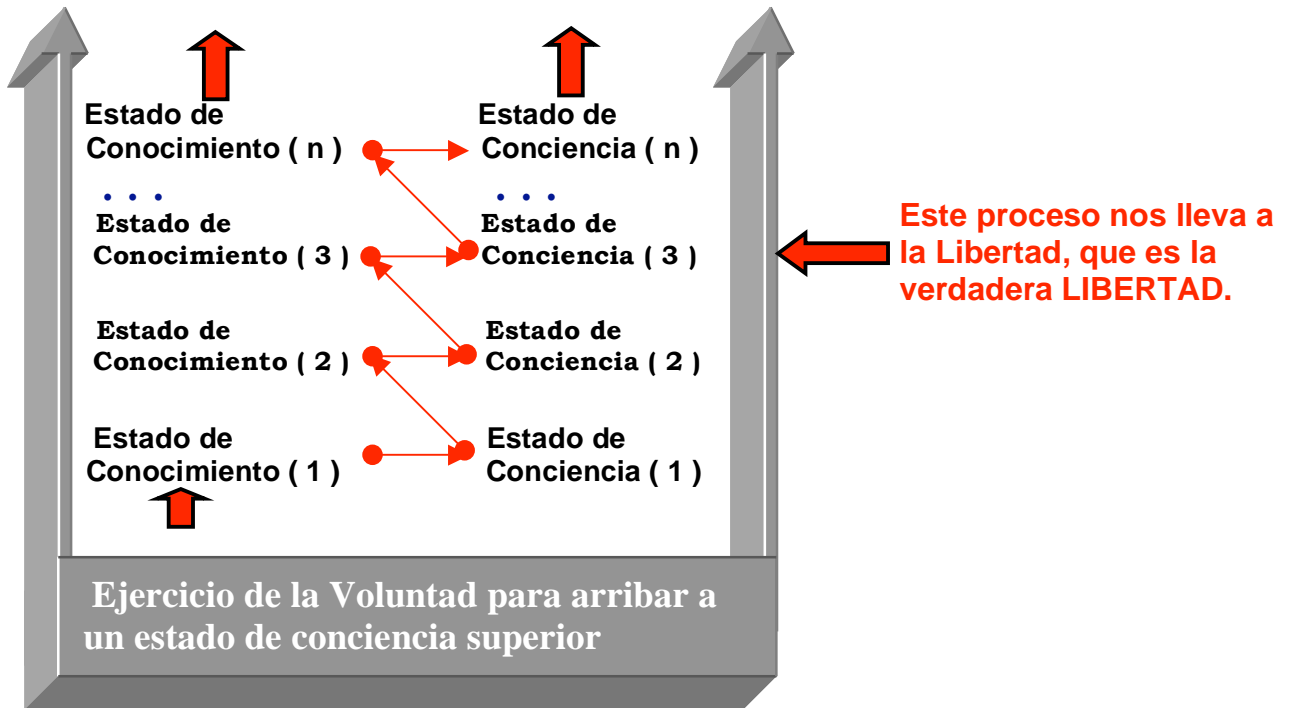 Estado de
Conocimiento ( n )
Estado de
Conciencia ( n )
. . .
. . .
Estado de
Conocimiento ( 3 )
Estado de
Conciencia ( 3 )
Estado de
Conocimiento ( 2 )
Estado de
Conciencia ( 2 )
Estado de
Conocimiento ( 1 )
Estado de
Conciencia ( 1 )
Este proceso nos lleva a
la Libertad, que es la
verdadera LIBERTAD.
Ejercicio de la Voluntad para arribar a
un estado de conciencia superior